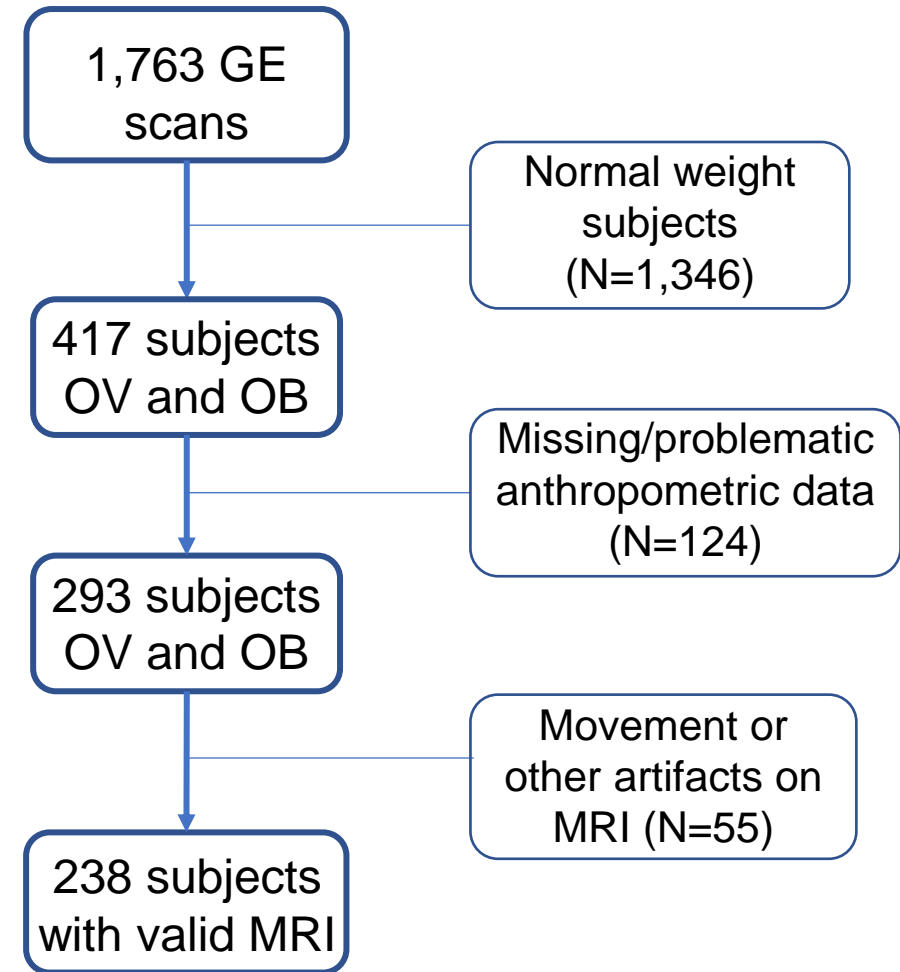 1,763 GE
scans
Normal weight
subjects
(N=1,346)
417 subjects
OV and OB
Missing/problematic
anthropometric data
(N=124)
293 subjects
OV and OB
Movement or
other artifacts on
MRI (N=55)
238 subjects
with valid MRI